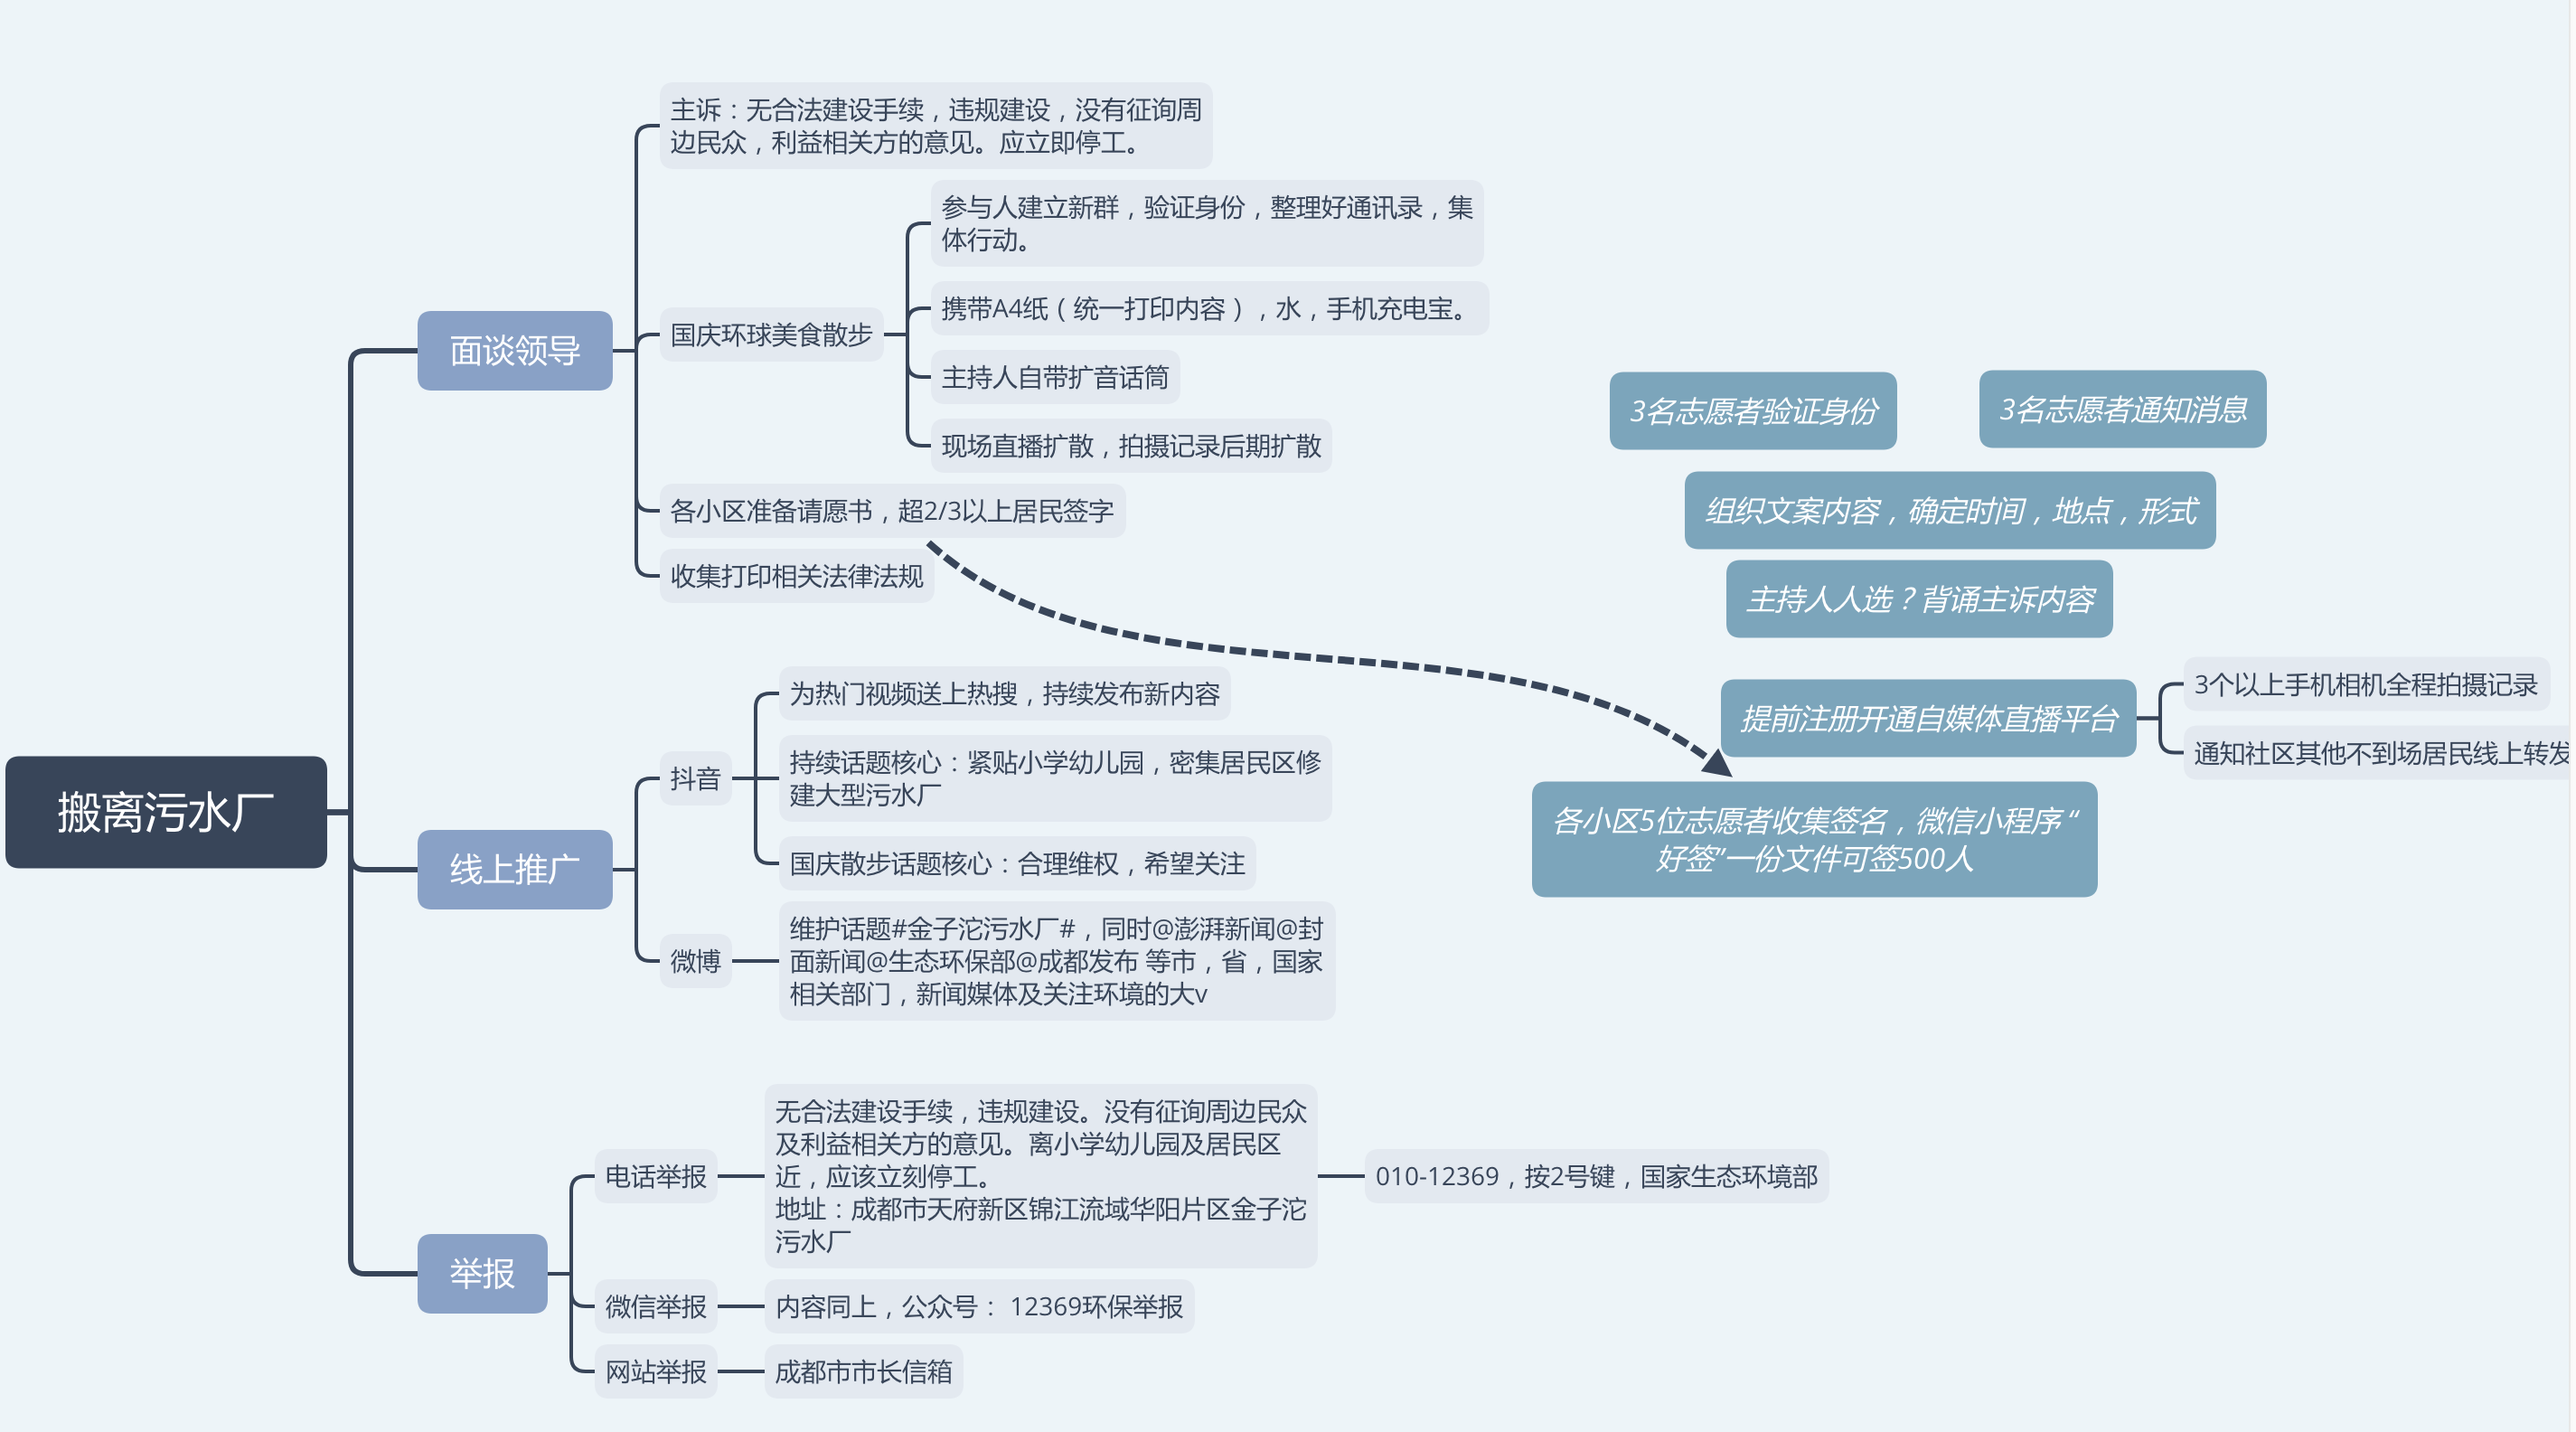 搬离污水厂
面谈领导
主诉：无合法建设手续，违规建设，没有征询周
边民众，利益相关方的意见。应立即停工。
国庆环球美食散步
参与人建立新群，验证身份，整理好通讯录，集
体行动。
携带A4纸（统一打印内容），水，手机充电宝。
主持人自带扩音话筒
现场直播扩散，拍摄记录后期扩散
各小区准备请愿书，超2/3以上居民签字
收集打印相关法律法规
线上推广
抖音
为热门视频送上热搜，持续发布新内容
持续话题核心：紧贴小学幼儿园，密集居民区修
建大型污水厂
国庆散步话题核心：合理维权，希望关注
微博
维护话题#金子沱污水厂#，同时@澎湃新闻@封
面新闻@生态环保部@成都发布 等市，省，国家
相关部门，新闻媒体及关注环境的大v
举报
电话举报
无合法建设手续，违规建设。没有征询周边民众
及利益相关方的意见。离小学幼儿园及居民区
近，应该立刻停工。
地址：成都市天府新区锦江流域华阳片区金子沱
污水厂
010-12369，按2号键，国家生态环境部
微信举报
内容同上，公众号： 12369环保举报
网站举报
成都市市长信箱
3名志愿者验证身份
3名志愿者通知消息
组织文案内容，确定时间，地点，形式
主持人人选？背诵主诉内容
提前注册开通自媒体直播平台
3个以上手机相机全程拍摄记录
通知社区其他不到场居民线上转发
各小区5位志愿者收集签名，微信小程序“
好签”一份文件可签500人